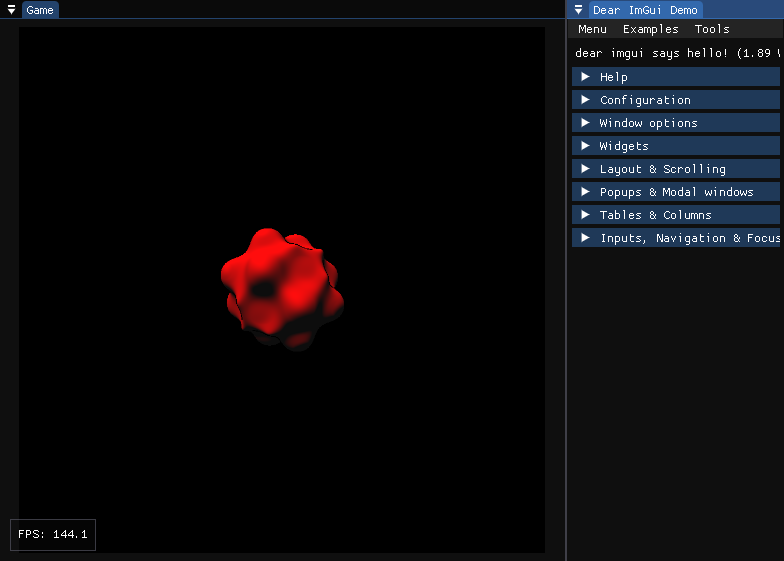 Game
FPS: 144.1
Dear ImGui Demo
Menu Examples Tools
dear imgui says hello! (1.89
Help
Configuration
Window options
Widgets
Layout & Scrolling
Popups & Modal windows
Tables & Columns
Inputs, Navigation & Focus